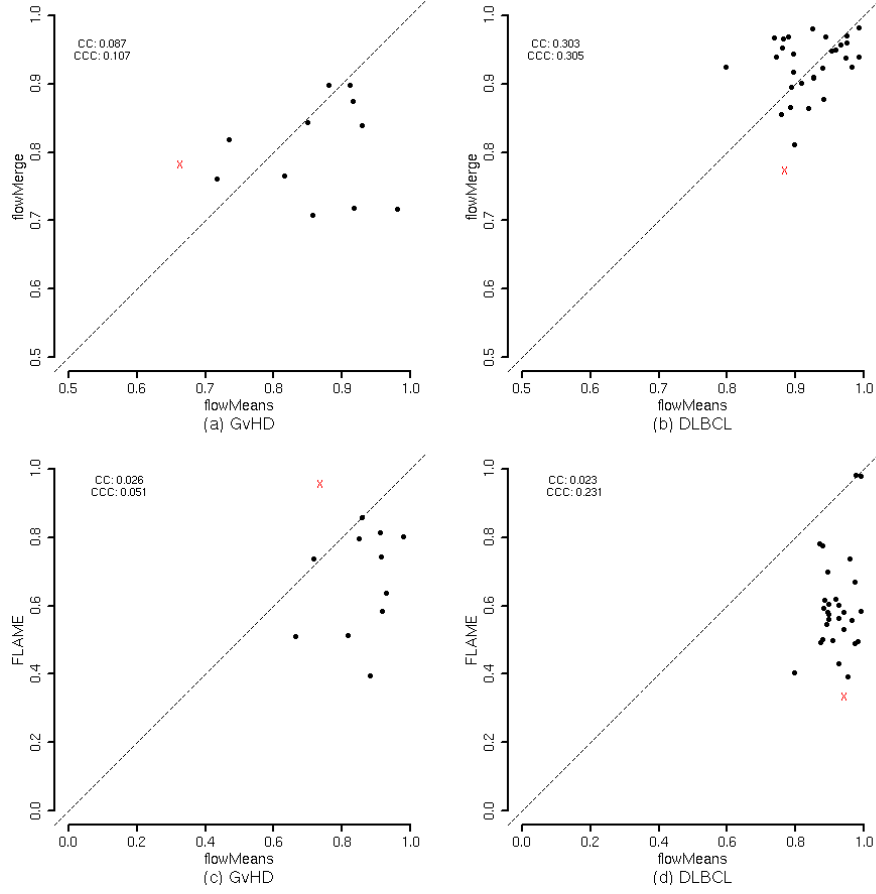 CC: 0.087
CCC: 0.107
flowMerge
1.0
0.9
0.8
0.7
0.6
0.5
X
0.5 0.6 0.7 0.8 0.9 1.0
flowMeans
(a) GvHD
CC: 0.303
CCC: 0.305
flowMerge
1.0
0.9
0.8
0.7
0.6
0.5
X
0.5 0.6 0.7 0.8 0.9 1.0
flowMeans
(b) DLBCL
CC: 0.026
CCC: 0.051
FLAME
1.0
0.8
0.6
0.4
0.2
0.0
X
0.0 0.2 0.4 0.6 0.8 1.0
flowMeans
(c) GvHD
CC: 0.023
CCC: 0.231
FLAME
1.0
0.8
0.6
0.4
0.2
0.0
X
0.0 0.2 0.4 0.6 0.8 1.0
flowMeans
(d) DLBCL